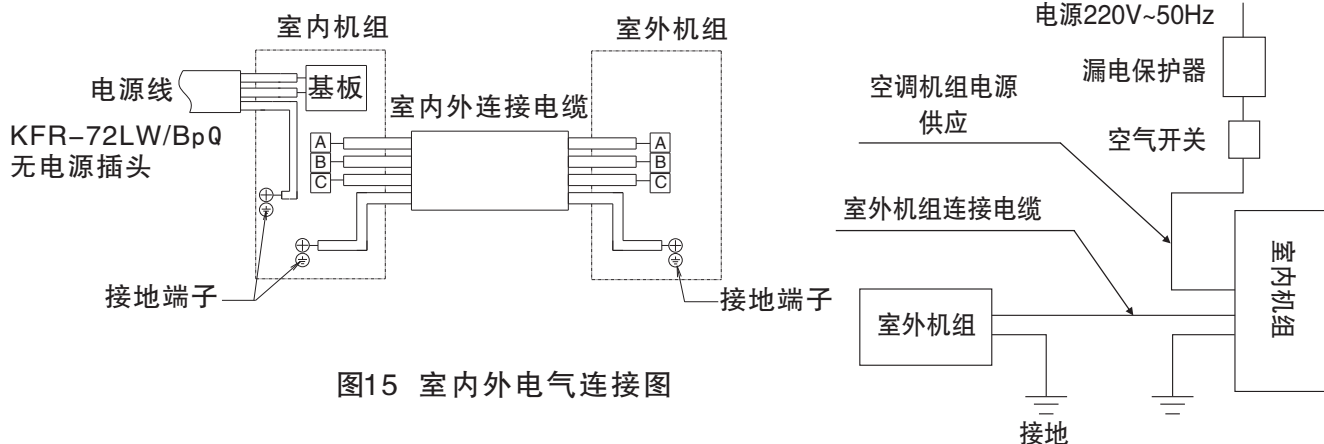 室内机组
室外机组
电源线
基板
室内外连接电缆
KFR-72LW/BpQ
无电源插头
A
B
C
A
B
C
接地端子
接地端子
图15 室内外电气连接图
电源220V~50Hz
漏电保护器
空调机组电源
供应
空气开关
室外机组连接电缆
室内机组
室外机组
接地